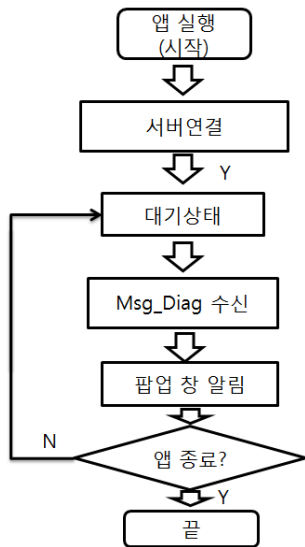 앱 실행
(시작)
서버연결
Y
대기상태
Msg_Diag 수신
팝업 창 알림
N
앱 종료?
Y
끝